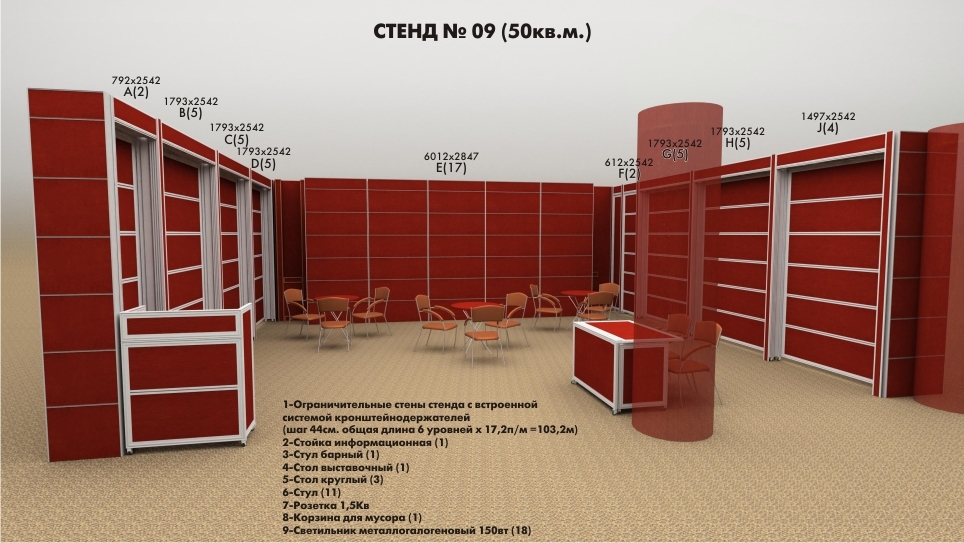 СТЕНД № 09 (50кв.м.)
792x2542
A(2)
1793x2542
B(5)
1793x2542
C(5)
1793x2542
D(5)
6012x2847
E(17)
612x2542
F(2)
1793x2542
G(5)
1793x2542
H(5)
1497x2542
J(4)
1-Ограничительные стены стенда с встроенной
системой кронштейнодержателей
(шаг 44см. общая длина 6 уровней х 17,2п/м =103,2м)
2-Стойка информационная (1)
3-Стул барный (1)
4-Стол выставочный (1)
5-Стол круглый (3)
6-Стул (11)
7-Розетка 1,5Кв
8-Корзина для мусора (1)
9-Светильник металлогалогеновый 150вт (18)